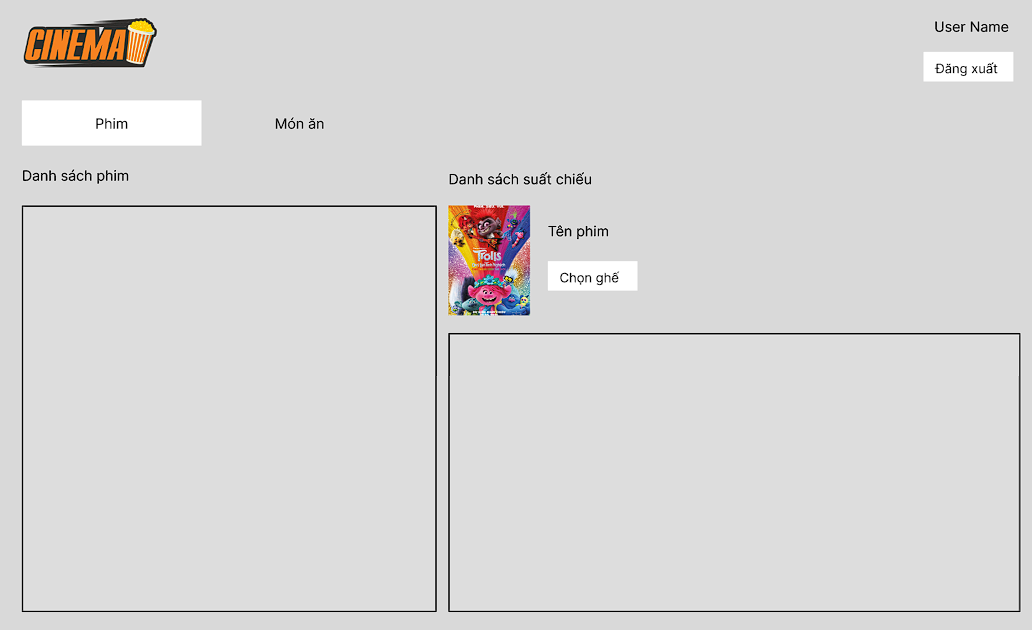 CINEMA
User Name
Đăng xuất
Phim
Món ăn
Danh sách phim
Danh sách suất chiếu
Trolls
Tên phim
Chọn ghế